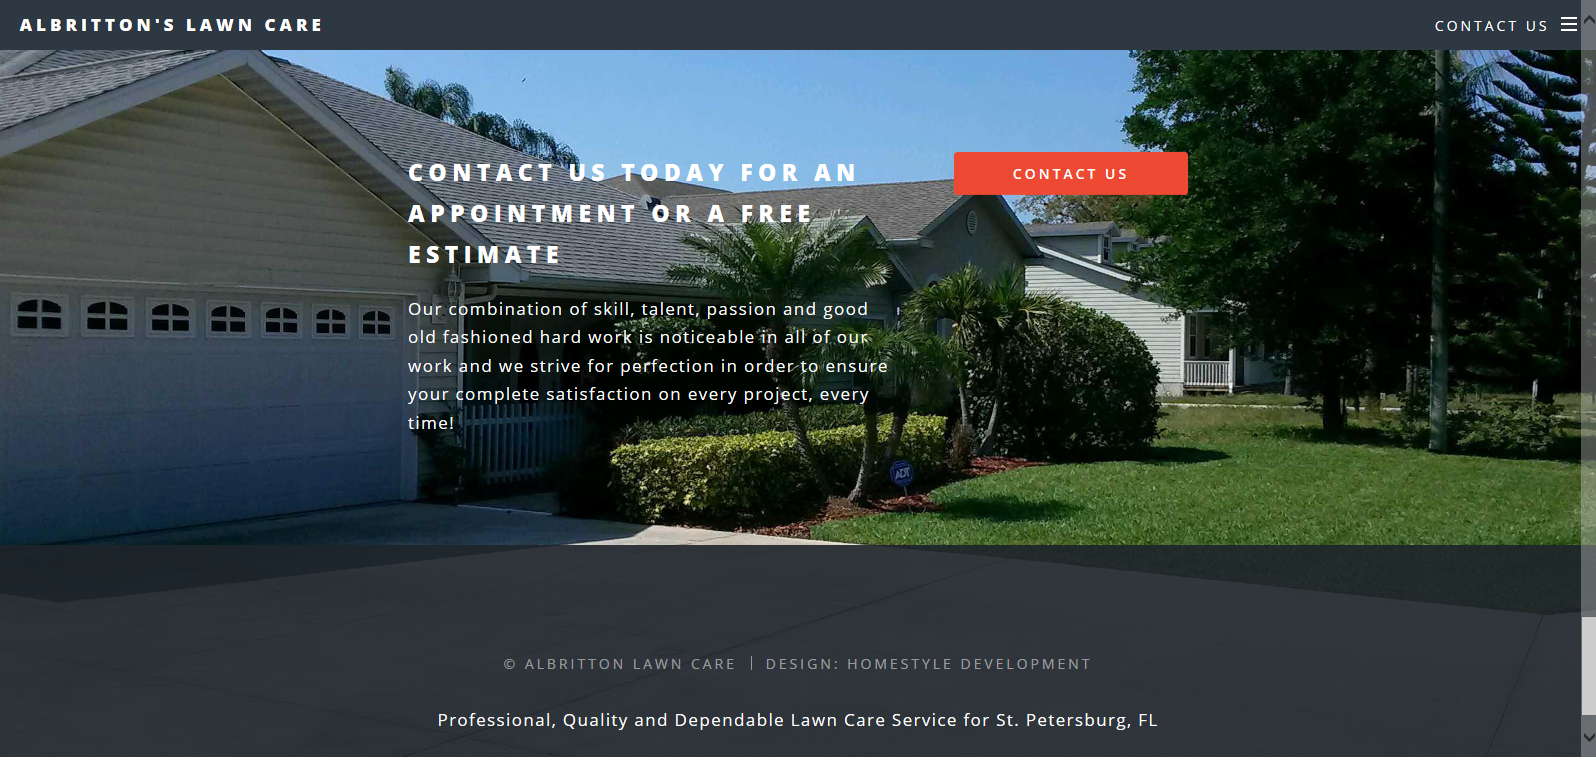 ALBRITTON'S LAWN CARE
CONTACT US
CONTACT US TODAY FOR AN
APPOINTMENT OR A FREE
ESTIMATE
CONTACT US
Our combination of skill, talent, passion and good
old fashioned hard work is noticeable in all of our
work and we strive for perfection in order to ensure
your complete satisfaction on every project, every
time!
ADT
© ALBRITTON LAWN CARE | DESIGN: HOMESTYLE DEVELOPMENT
Professional, Quality and Dependable Lawn Care Service for St. Petersburg, FL